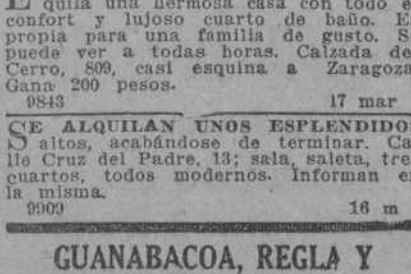 quila una hermosa casa con todo e
confort y lujoso cuarto de baño. E
propia para una familia de gusto. S
puede ver a todas horas. Calzada de
Cerro, 809, casi esquina a Zaragoza
Gana 200 pesos.
9843 17 mar
SE ALQUILAN UNOS ESPLENDIDO
altos, acabándose de terminar. Ca
lle Cruz del Padre, 13; sala, saleta, tre
cuartos, todos modernos. Informan e
la misma.
9909 16 m
GUANABACOA, REGLA Y